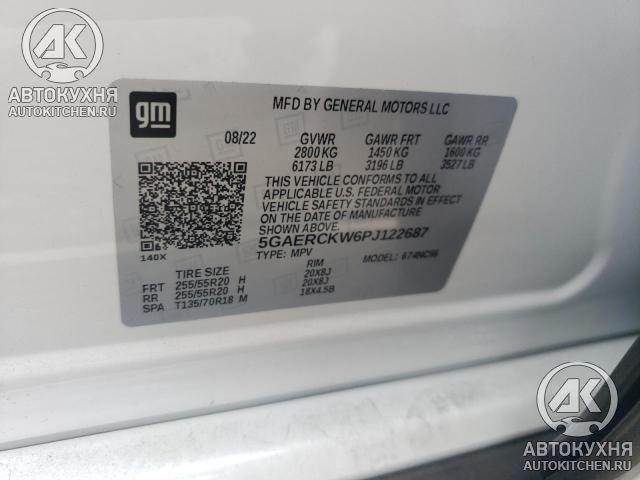 АВТОКУХНЯ
AUTOKITCHEN.RU
gm
MFD BY GENERAL MOTORS LLC
08/22 GVWR GAWR FRT GAWR RR
2800 KG 1450 KG 1600 KG
6173 LB 3196 LB 3527 LB
THIS VEHICLE CONFORMS TO ALL
APPLICABLE U.S. FEDERAL MOTOR
VEHICLE SAFETY STANDARDS IN EFFECT
ON THE DATE OF MANUFACTURE
SHOWN ABOVE.
5GAERCKW6PJ122687
TYPE: MPV
140X
TIRE SIZE RIM
FRT 255/55R20 H 20X8J
RR 255/55R20 H 20X8J
SPA T135/70R18 M 18X4.5B
АК
АВТОКУХНЯ
AUTOKITCHEN.RU